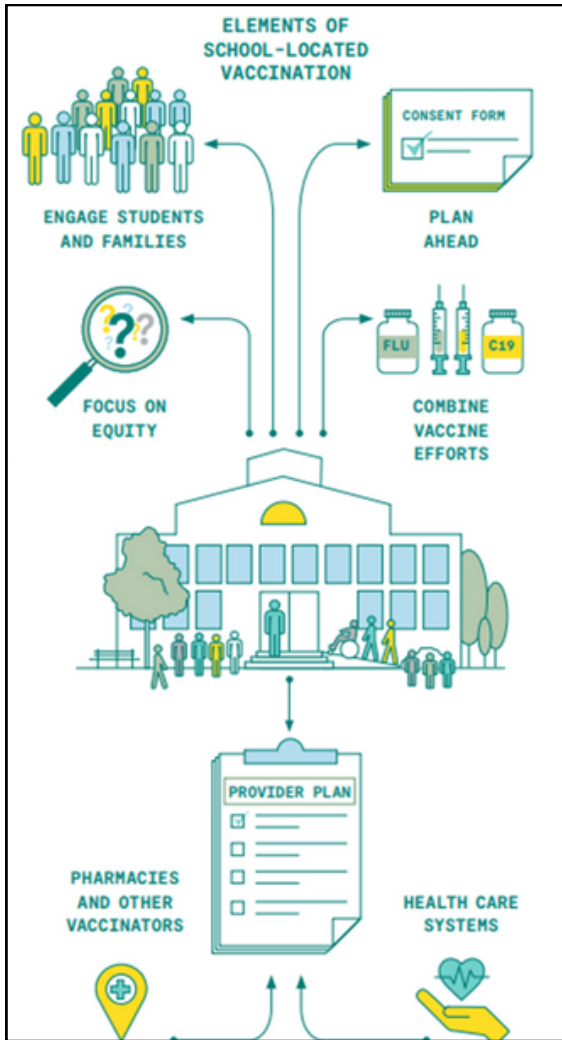 ELEMENTS OF
SCHOOL-LOCATED
VACCINATION
ENGAGE STUDENTS
AND FAMILIES
CONSENT FORM
PLAN
AHEAD
???
??
FOCUS ON
EQUITY
FLU
C19
COMBINE
VACCINE
EFFORTS
PROVIDER PLAN
PHARMACIES
AND OTHER
VACCINATORS
HEALTH CARE
SYSTEMS